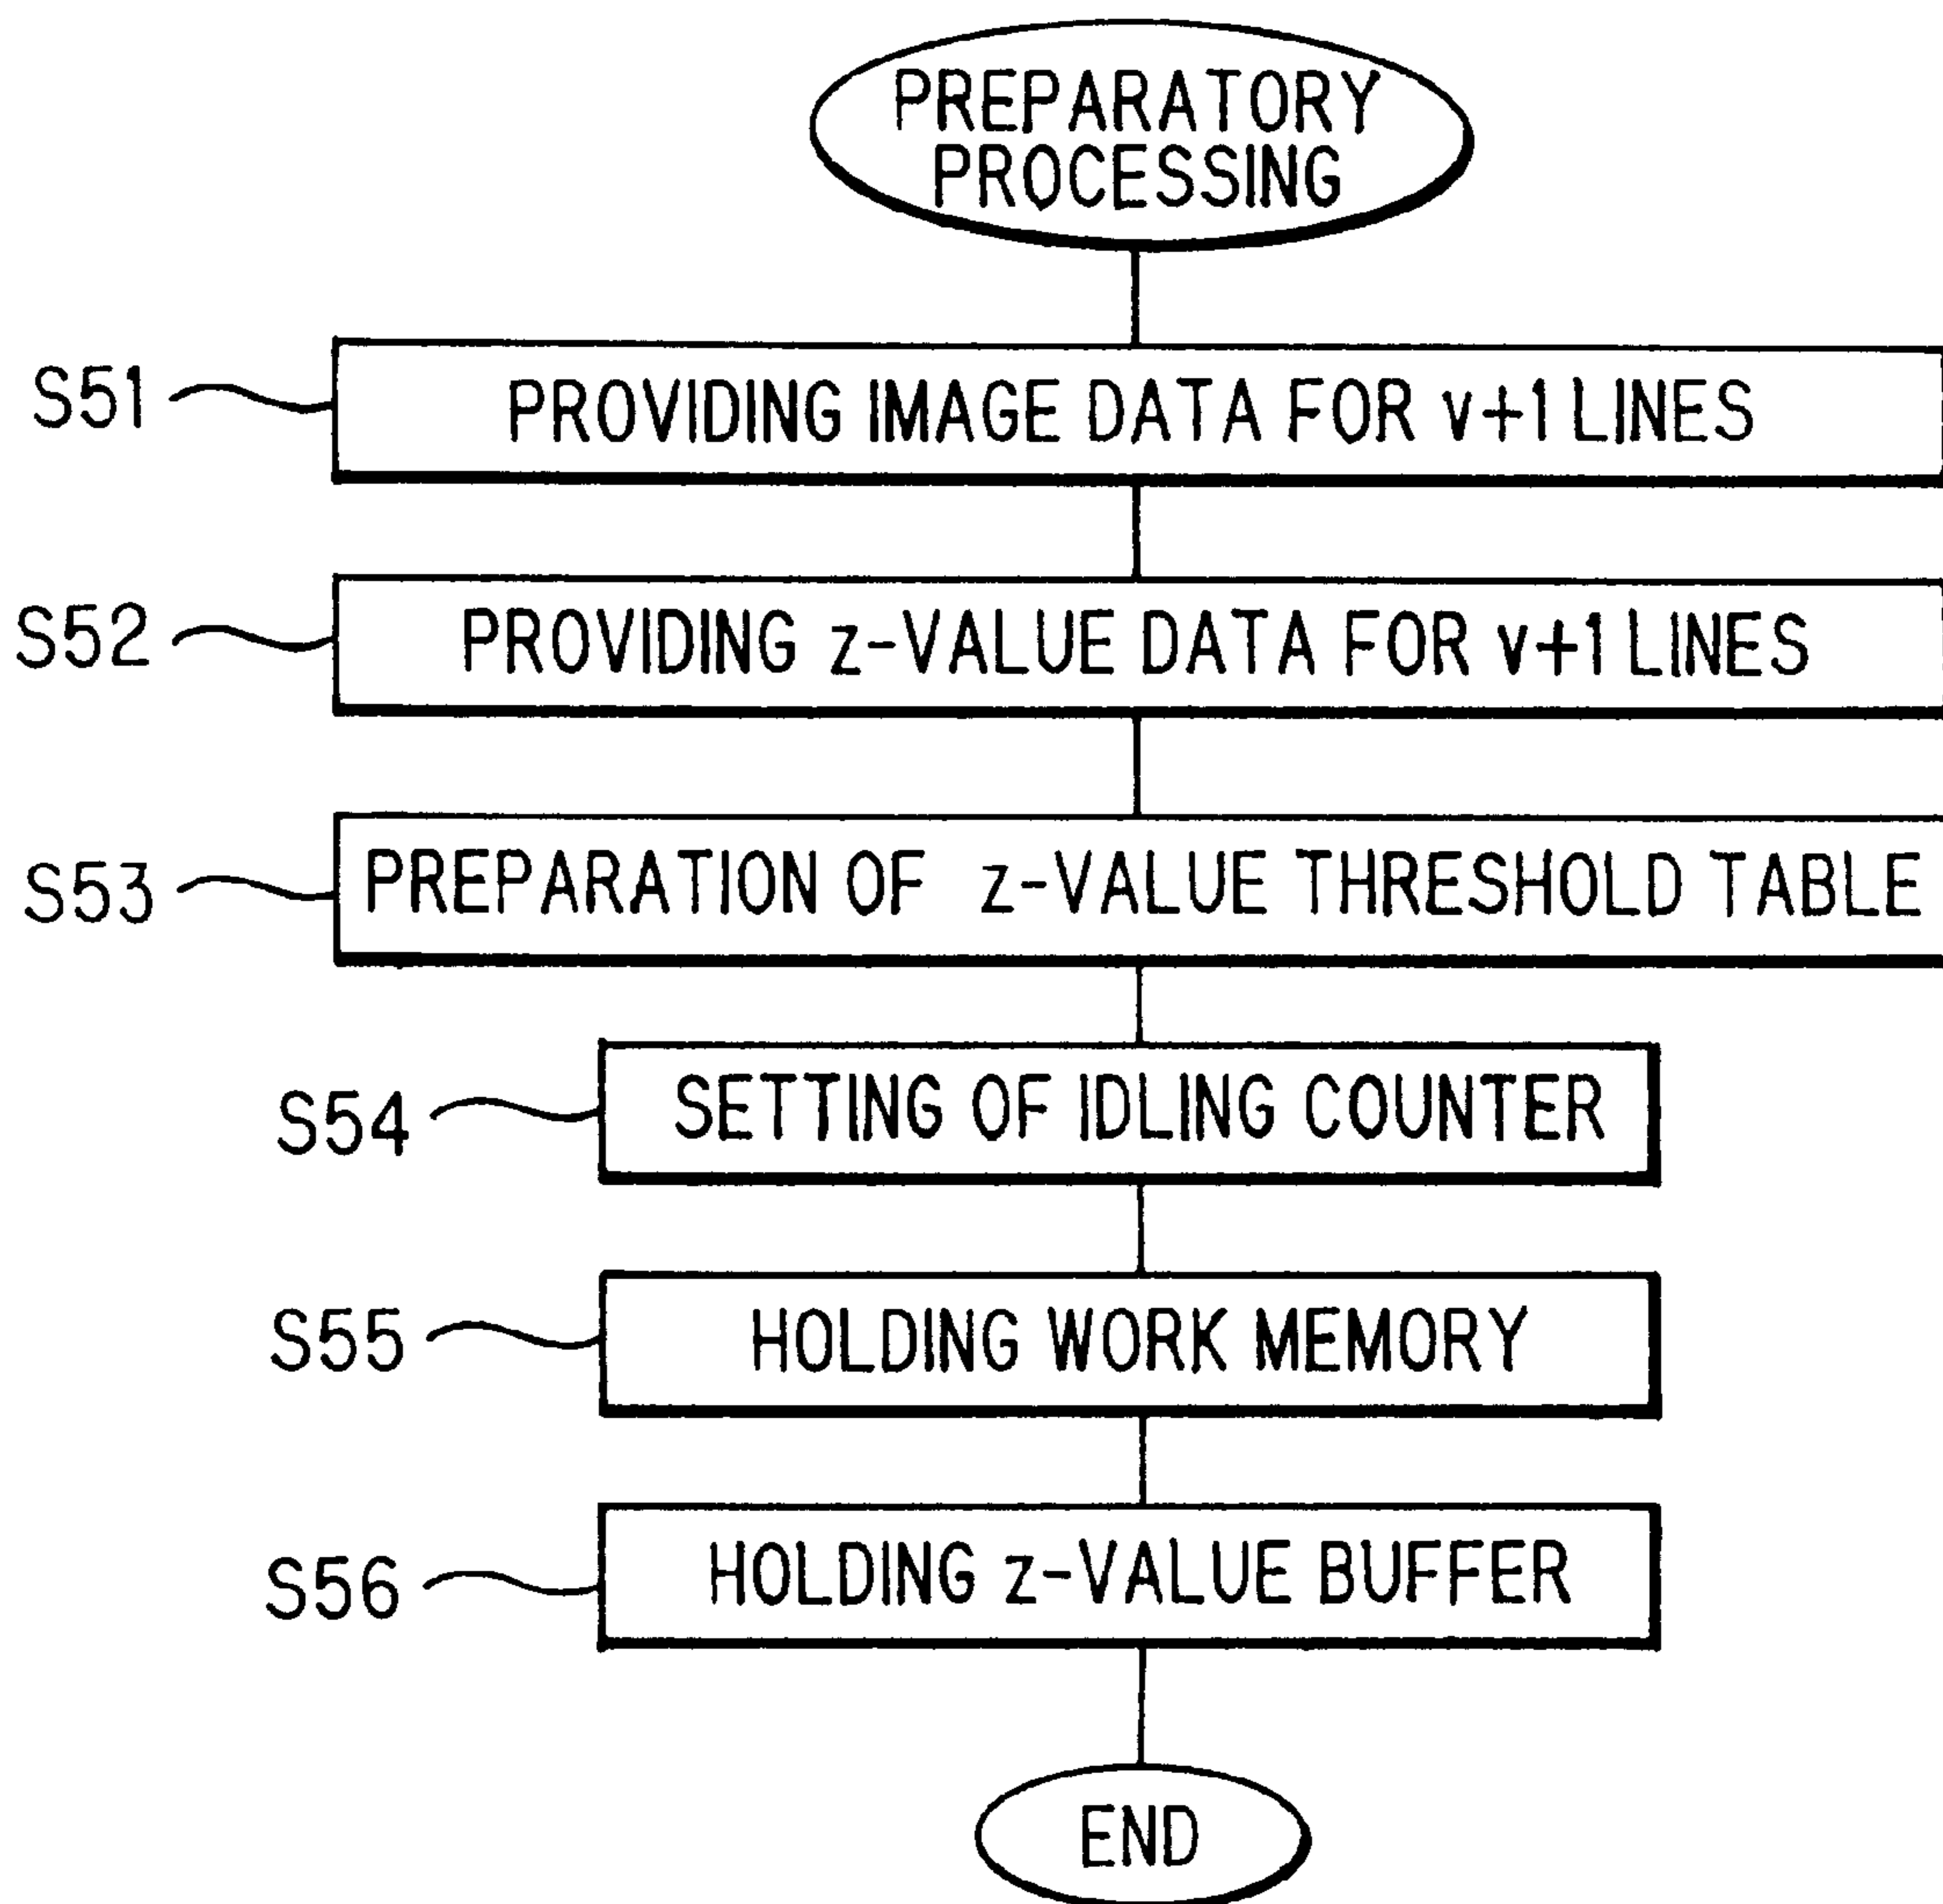 PREPARATORY
PROCESSING
S51
PROVIDING IMAGE DATA FOR v+1 LINES
S52
PROVIDING z-VALUE DATA FOR v+1 LINES
S53
PREPARATION OF z-VALUE THRESHOLD TABLE
S54
SETTING OF IDLING COUNTER
S55
HOLDING WORK MEMORY
S56
HOLDING z-VALUE BUFFER
END